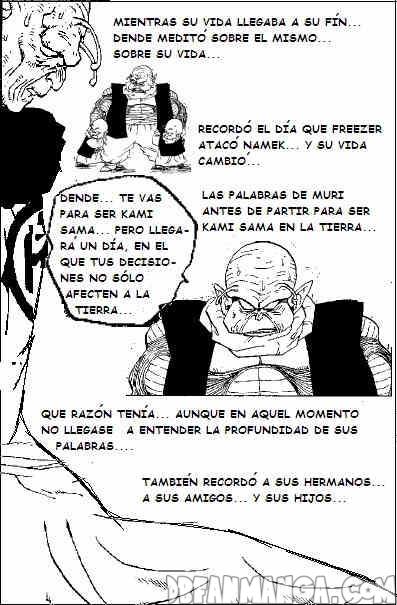 MIENTRAS SU VIDA LLEGABA A SU FÍN...
DENDE MEDITÓ SOBRE EL MISMO...
SOBRE SU VIDA...
RECORDÓ EL DÍA QUE FREEZER
ATACÓ NAMEK... Y SU VIDA
CAMBIÓ...
DENDE... TE VAS
PARA SER KAMI
SAMA... PERO LLEGA-
RÁ UN DÍA, EN EL
QUE TUS DECISIO-
NES NO SÓLO
AFECTEN A LA
TIERRA...
LAS PALABRAS DE MURI
ANTES DE PARTIR PARA SER
KAMI SAMA EN LA TIERRA...
QUE RAZÓN TENÍA... AUNQUE EN AQUEL MOMENTO
NO LLEGASE A ENTENDER LA PROFUNDIDAD DE SUS
PALABRAS....
TAMBIÉN RECORDÓ A SUS HERMANOS...
A SUS AMIGOS... Y SUS HIJOS...
DBFANMANGA.COM